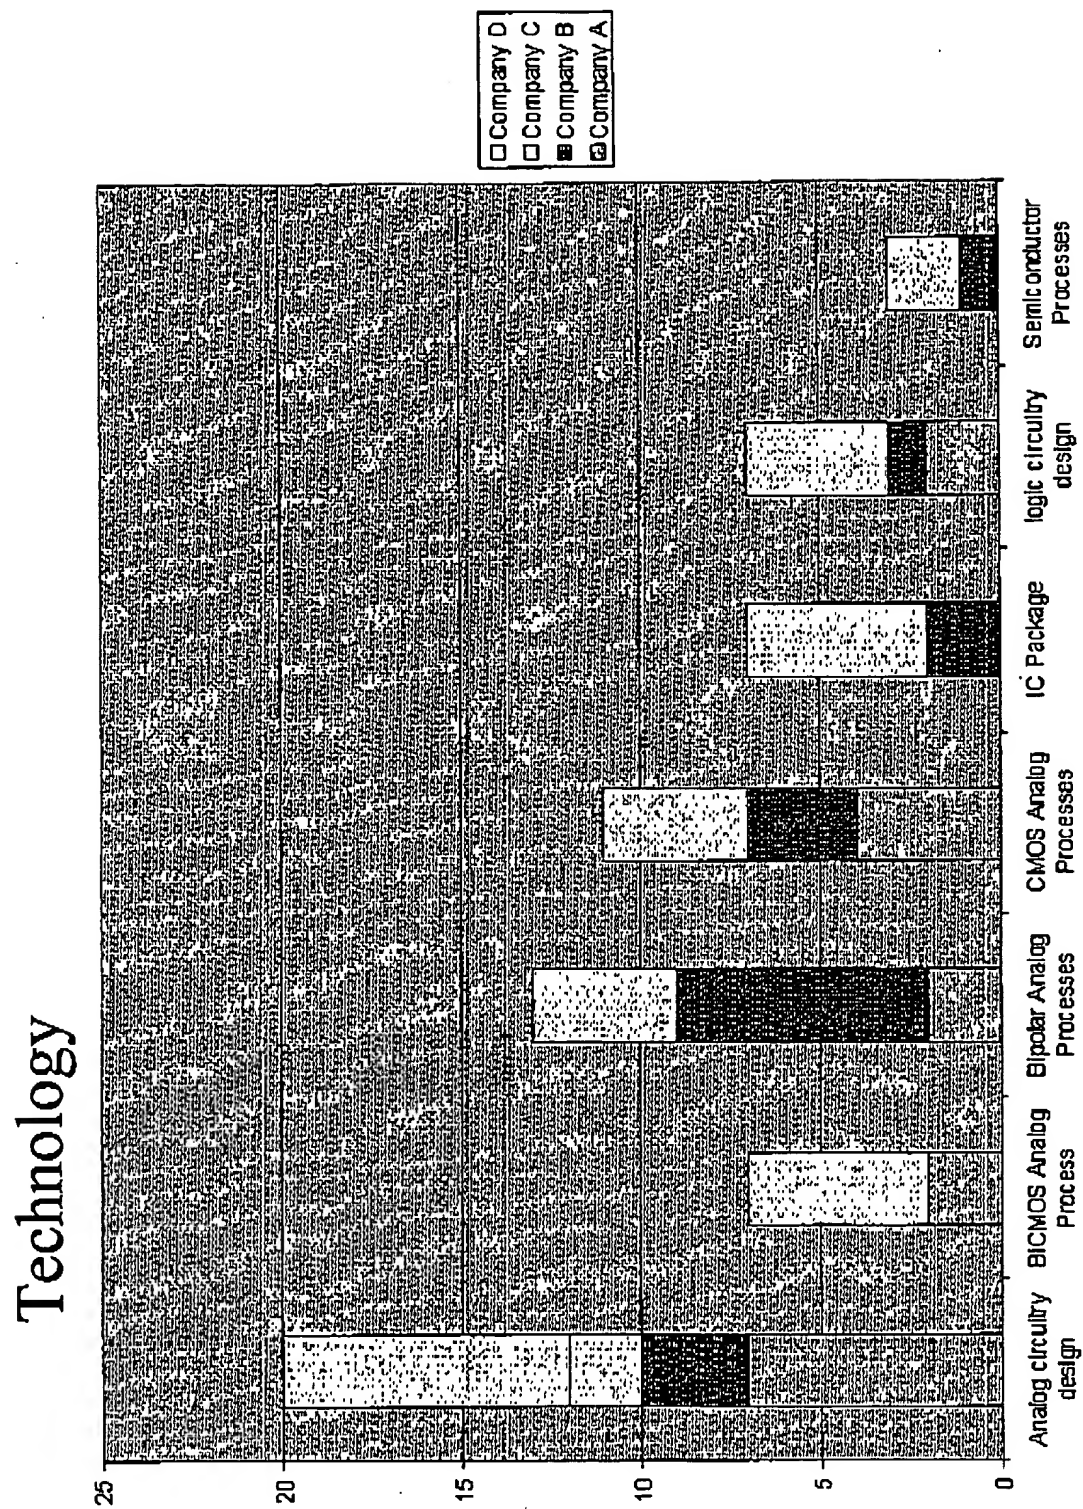 Technology
Company D
Company C
Company B
Company A
25
20
15
10
5
0
Analog circuitry
design
BICMOS Analog
Process
Bipolar Analog
Processes
CMOS Analog
Processes
IC Package
logic circuitry
design
Semiconductor
Processes